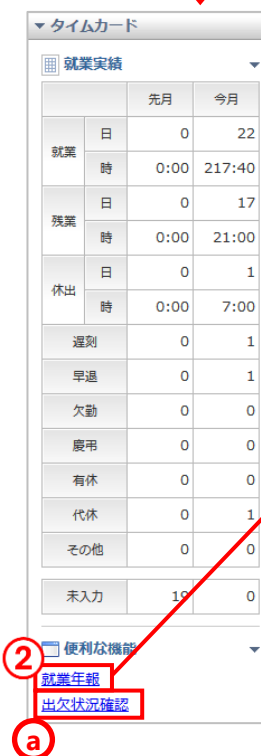 タイムカード
就業実績
先月 今月
就業 日 0 22
時 0:00 217:40
残業 日 0 17
時 0:00 21:00
休出 日 0 1
時 0:00 7:00
遅刻 0 1
早退 0 1
欠勤 0 0
慶弔 0 0
有休 0 0
代休 0 1
その他 0 0
未入力 19 0
② 便利な機能
就業年報
出欠状況確認
ⓐ